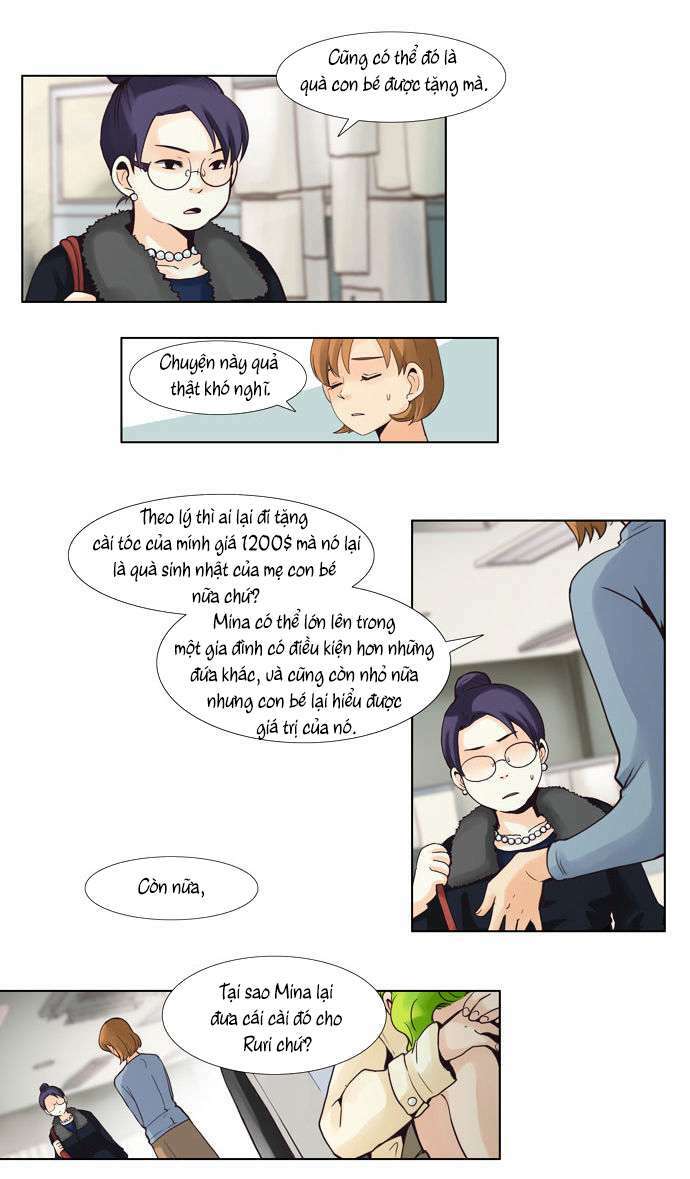 Cũng có thể đó là
quà con bé được tặng mà.
Chuyện này quả
thật khó nghĩ.
Theo lý thì ai lại đi tặng
cài tóc của mình giá 1200$ mà nó lại
là quà sinh nhật của mẹ con bé
nữa chứ?
Mina có thể lớn lên trong
một gia đình có điều kiện hơn những
đứa khác, và cũng còn nhỏ nữa
nhưng con bé lại hiểu được
giá trị của nó.
Còn nữa,
Tại sao Mina lại
đưa cái cài đó cho
Ruri chứ?